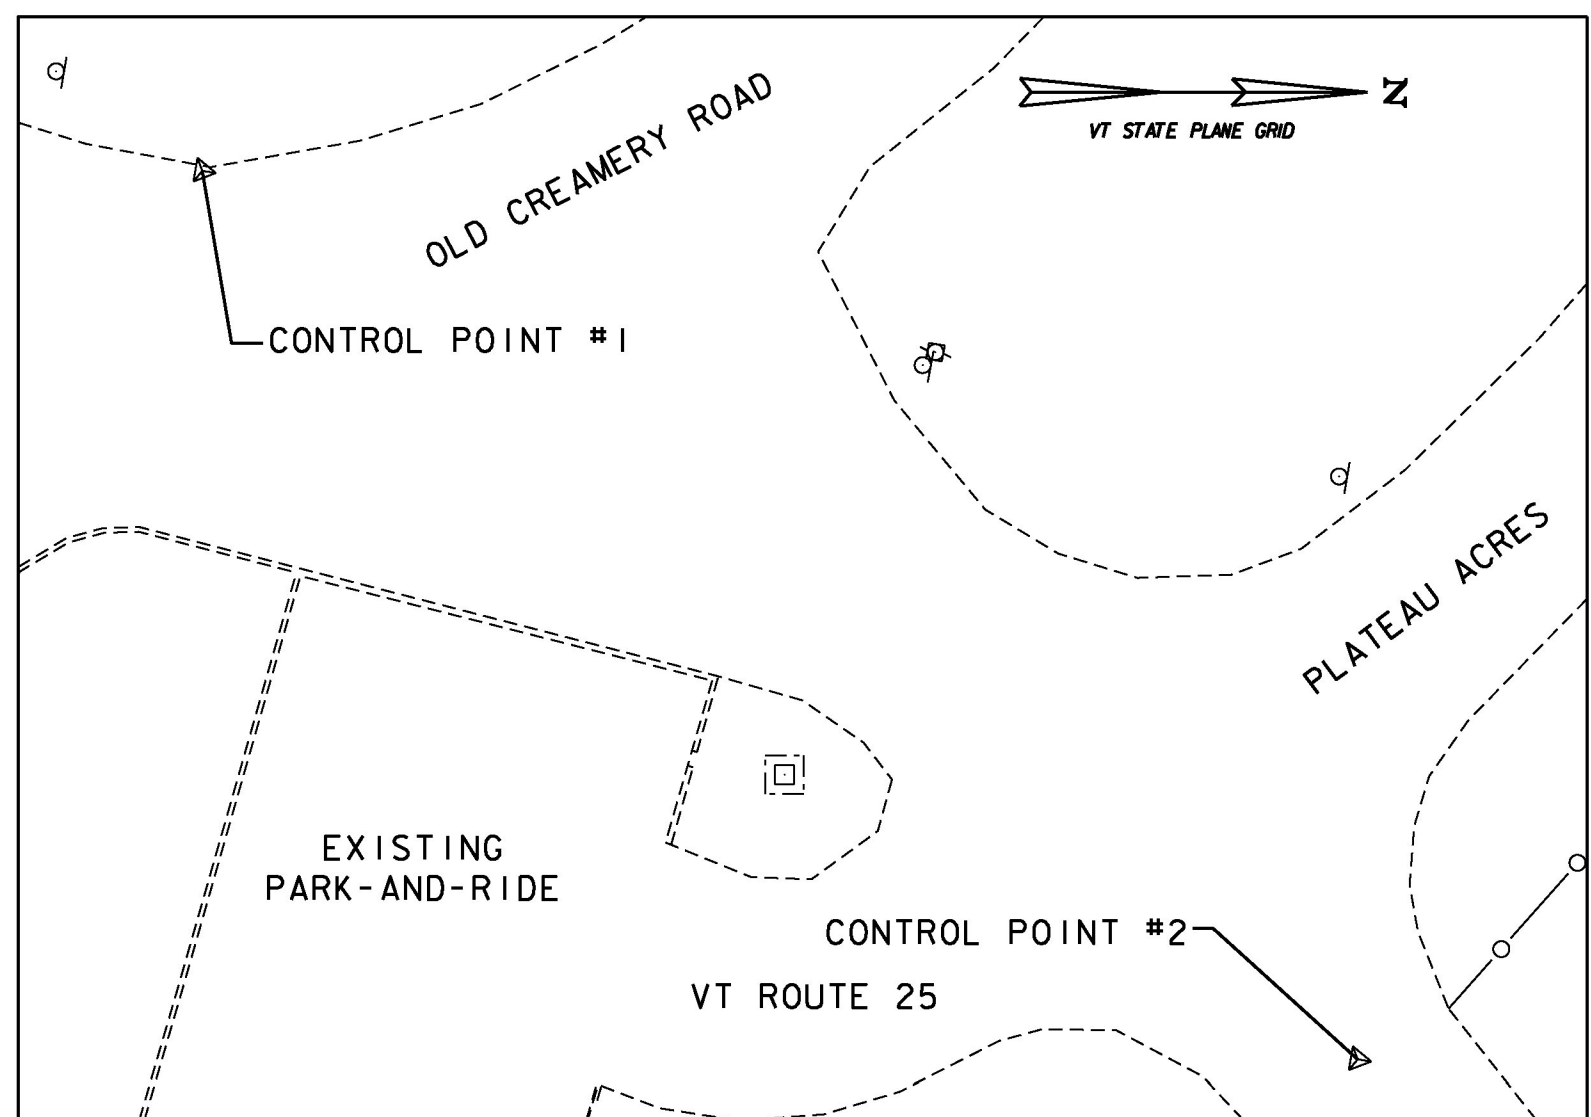 N
VT STATE PLANE GRID
OLD CREAMERY ROAD
CONTROL POINT #1
PLATEAU ACRES
EXISTING
PARK-AND-RIDE
CONTROL POINT #2
VT ROUTE 25